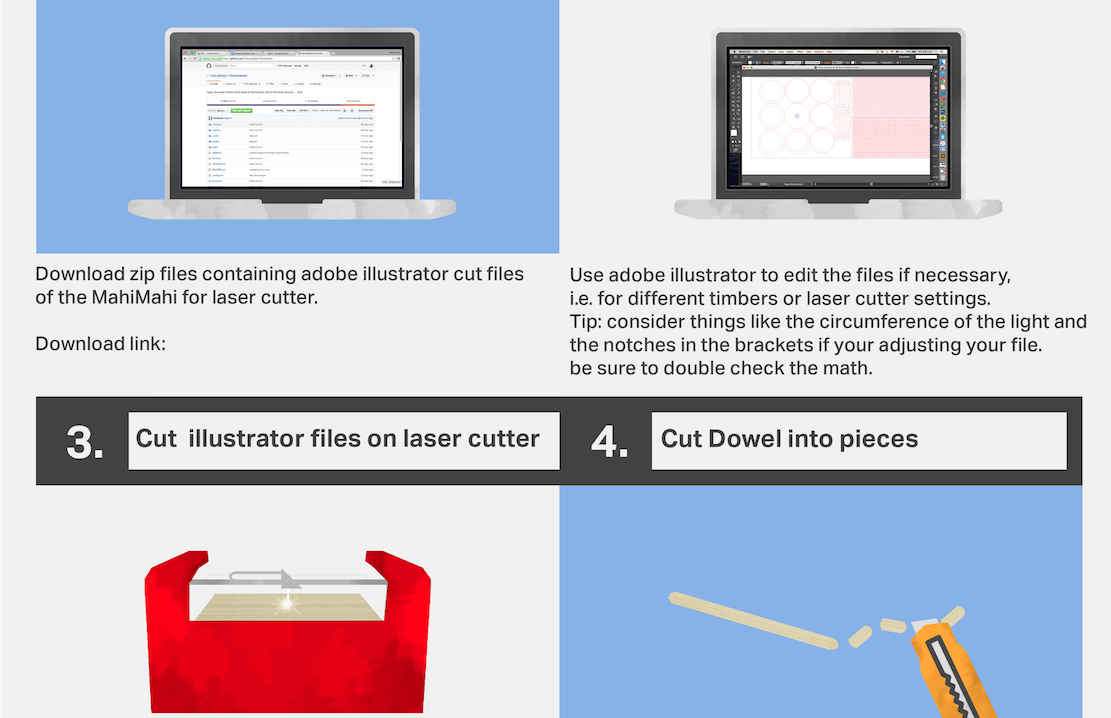 Download zip files containing adobe illustrator cut files
of the MahiMahi for laser cutter.
Download link:
Use adobe illustrator to edit the files if necessary,
i.e. for different timbers or laser cutter settings.
Tip: consider things like the circumference of the light and
the notches in the brackets if your adjusting your file.
be sure to double check the math.
3. Cut illustrator files on laser cutter
4. Cut Dowel into pieces